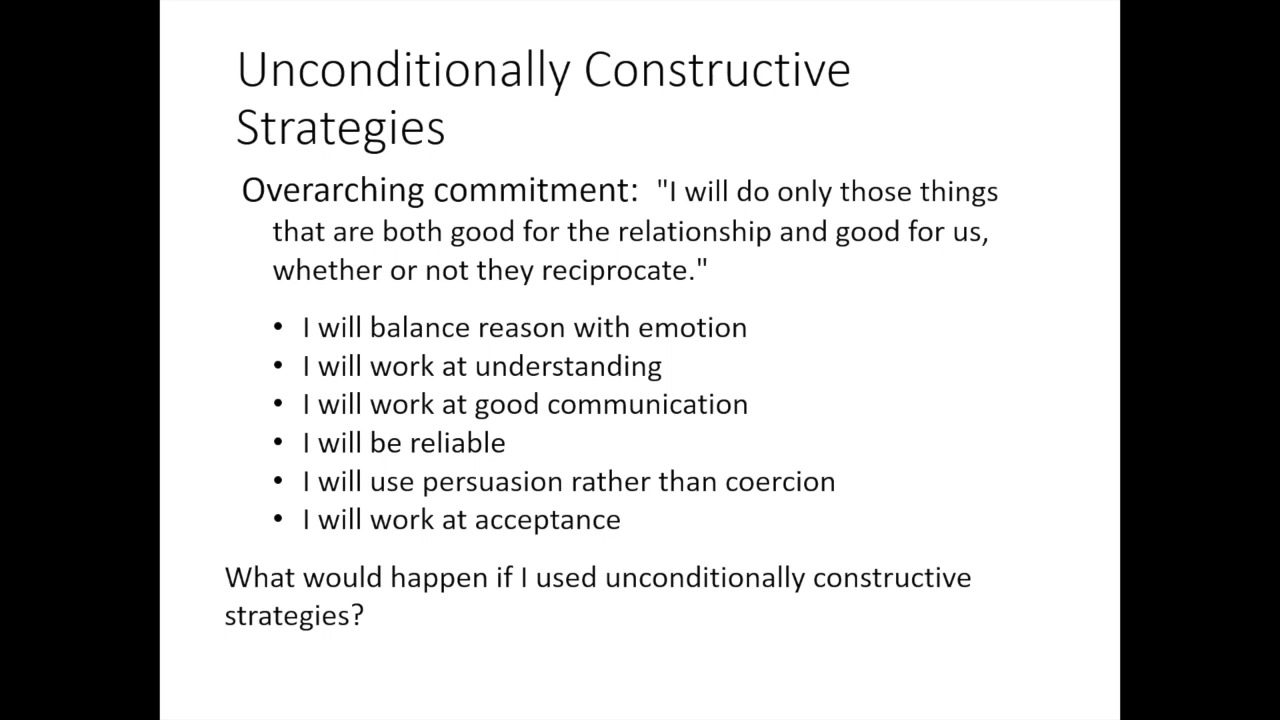 Unconditionally Constructive
Strategies
Overarching commitment: "I will do only those things
that are both good for the relationship and good for us,
whether or not they reciprocate."
• I will balance reason with emotion
• I will work at understanding
• I will work at good communication
• I will be reliable
• I will use persuasion rather than coercion
• I will work at acceptance
What would happen if I used unconditionally constructive
strategies?